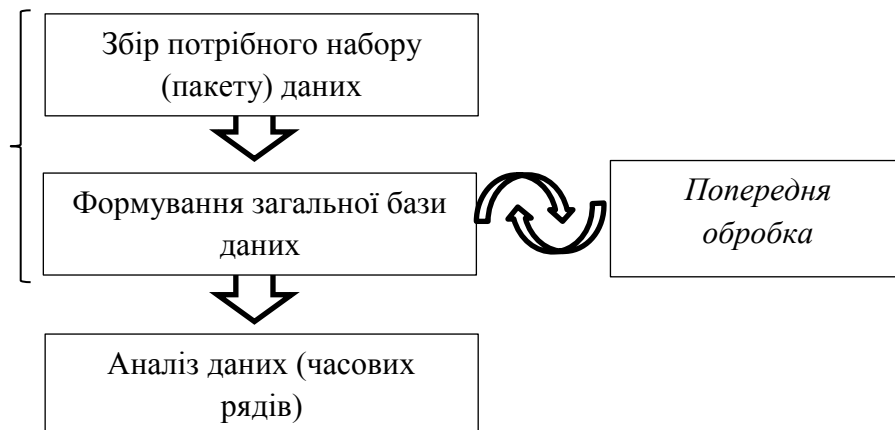 Збір потрібного набору
(пакету) даних
Формування загальної бази
даних
Попередня
обробка
Аналіз даних (часових
рядів)